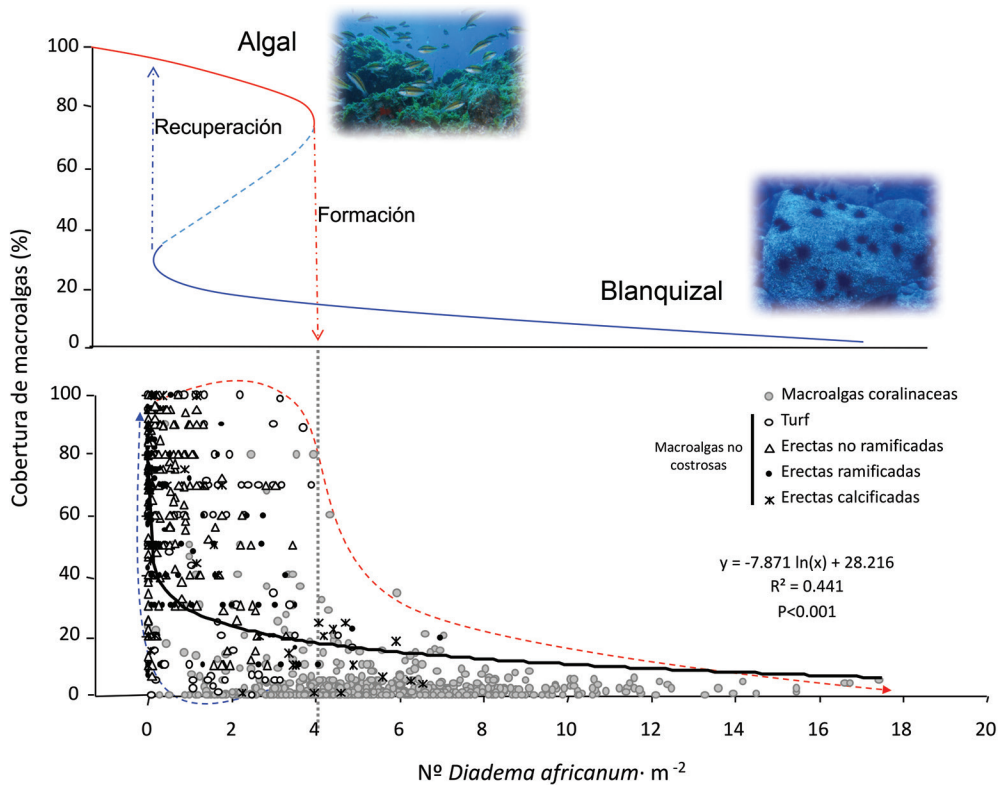 Algal
100
80
60
40
20
0
Recuperación
Formación
Blanquizal
Cobertura de macroalgas (%)
100
80
60
40
20
0
Macroalgas coralinaceas
Turf
Macroalgas no
costrosas
Erectas no ramificadas
Erectas ramificadas
Erectas calcificadas
y = -7.871 ln(x) + 28.216
R² = 0.441
P<0.001
0 2 4 6 8 10 12 14 16 18 20
Nº Diadema africanum· m⁻²